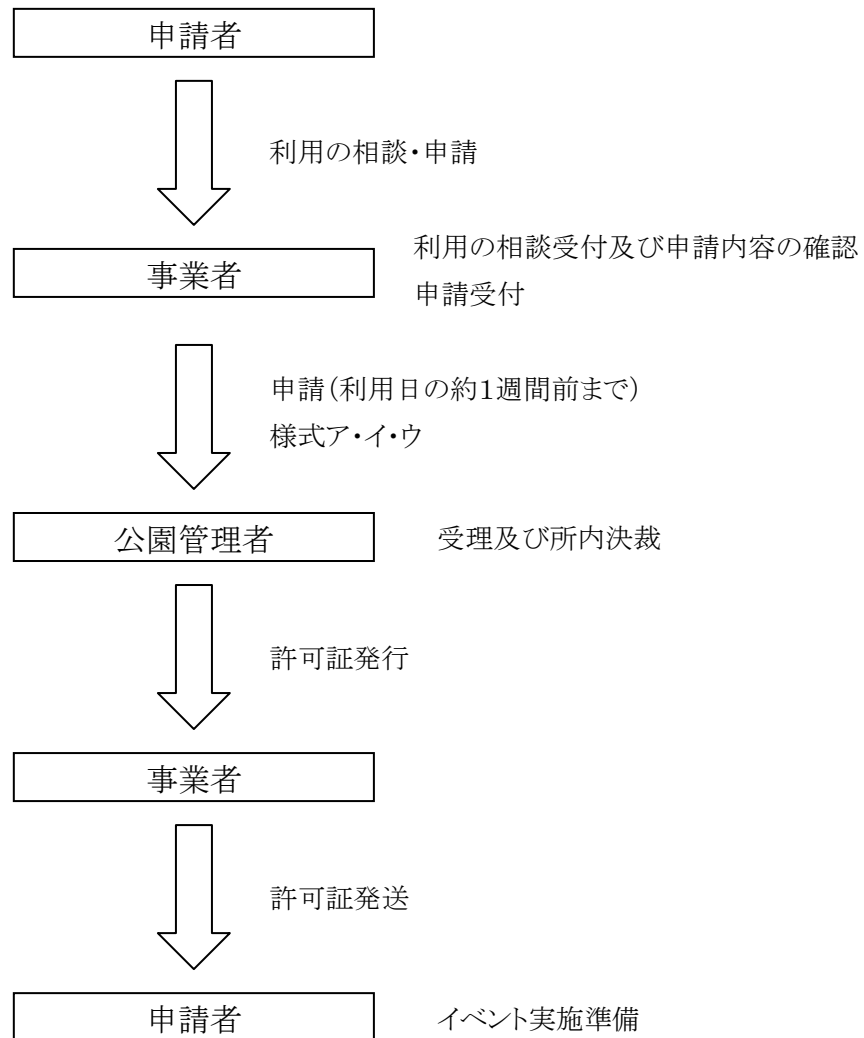 申請者
利用の相談・申請
事業者
利用の相談受付及び申請内容の確認
申請受付
申請(利用日の約1週間前まで)
様式ア・イ・ウ
公園管理者
受理及び所内決裁
許可証発行
事業者
許可証発送
申請者
イベント実施準備